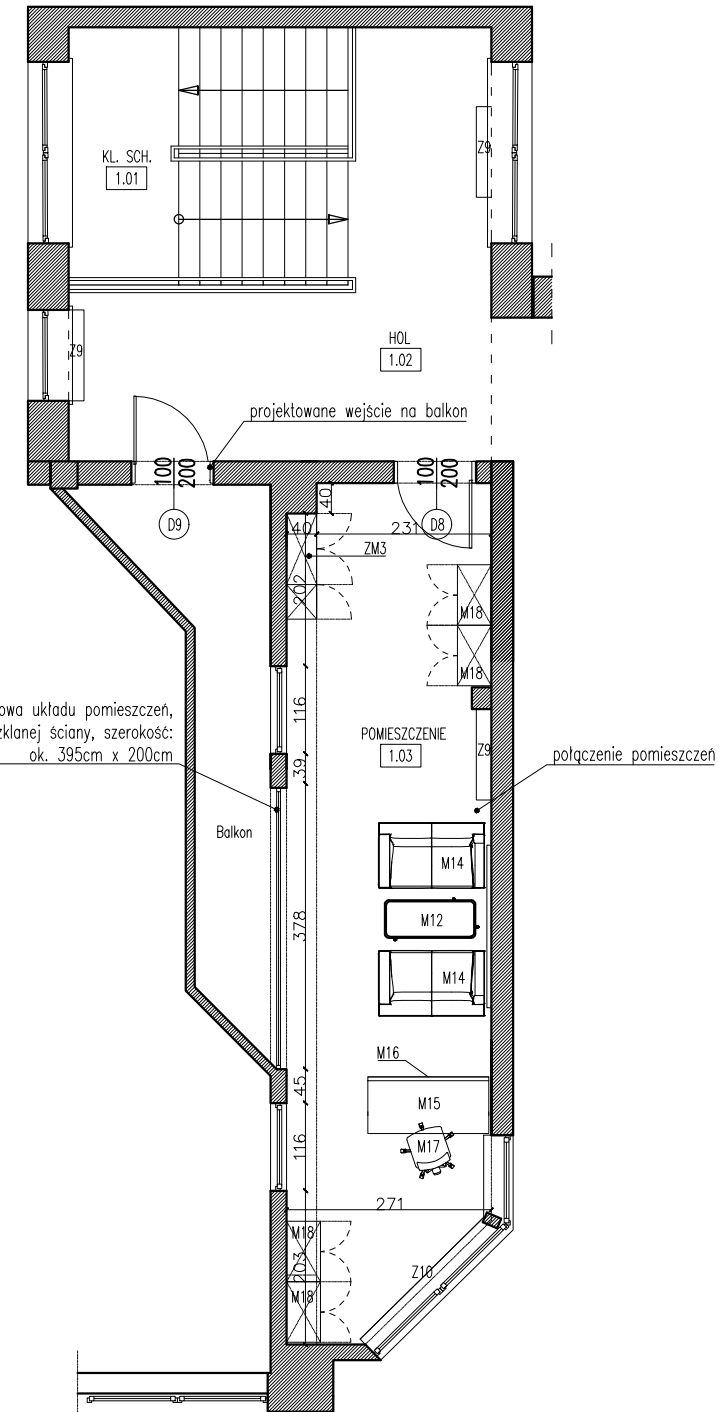 KL. SCH.
1.01
Z9
Z9
HOL
1.02
projektowane wejście na balkon
100
200
100
200
D9
D8
40
40
231
ZM3
202
M18
M18
116
owa układu pomieszczeń,
zklanej ściany, szerokość:
ok. 395cm x 200cm
POMIESZCZENIE
1.03
Z9
połączenie pomieszczeń
39
Balkon
M14
M12
378
M14
M16
45
M15
M17
116
271
M18
203
Z10
M18